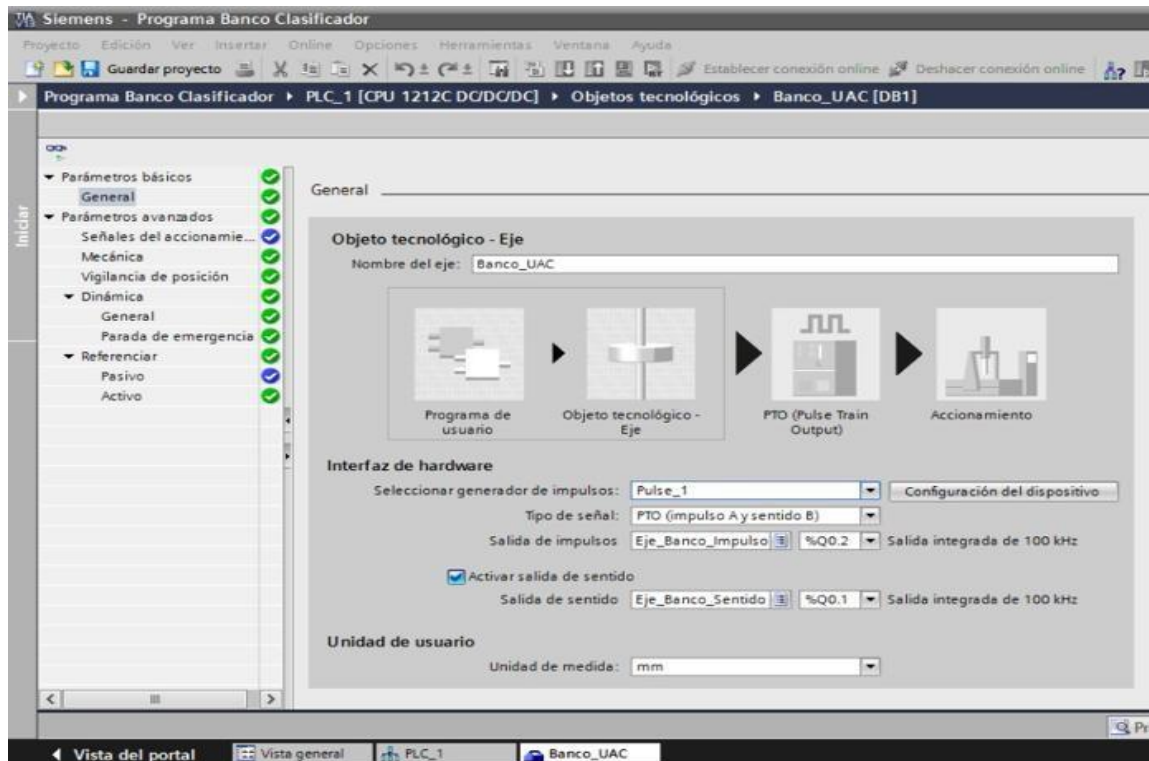 Siemens - Programa Banco Clasificador
Proyecto Edición Ver Insertar Online Opciones Herramientas Ventana Ayuda
Guardar proyecto Establecer conexión online Deshacer conexión online
Programa Banco Clasificador PLC_1 [CPU 1212C DC/DC/DC] Objetos tecnológicos Banco_UAC [DB1]
Iniciar
Parámetros básicos
General
Parámetros avanzados
Señales del accionamie...
Mecánica
Vigilancia de posición
Dinámica
General
Parada de emergencia
Referenciar
Pasivo
Activo
General
Objeto tecnológico - Eje
Nombre del eje: Banco_UAC
Programa de usuario
Objeto tecnológico - Eje
PTO (Pulse Train Output)
Accionamiento
Interfaz de hardware
Seleccionar generador de impulsos: Pulse_1 Configuración del dispositivo
Tipo de señal: PTO (impulso A y sentido B)
Salida de impulsos Eje_Banco_Impulso %Q0.2 Salida integrada de 100 kHz
Activar salida de sentido
Salida de sentido Eje_Banco_Sentido %Q0.1 Salida integrada de 100 kHz
Unidad de usuario
Unidad de medida: mm
Pr
Vista del portal Vista general PLC_1 Banco_UAC